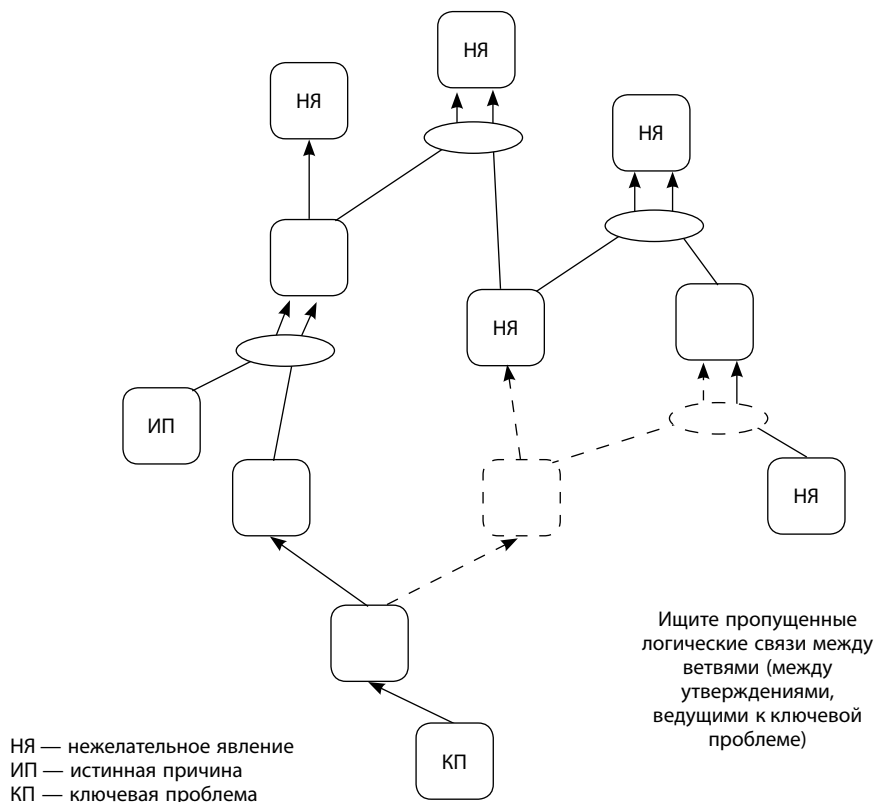 НЯ
НЯ
НЯ
НЯ
ИП
НЯ
Ищите пропущенные
логические связи между
ветвями (между
утверждениями,
ведущими к ключевой
проблеме)
КП
НЯ — нежелательное явление
ИП — истинная причина
КП — ключевая проблема